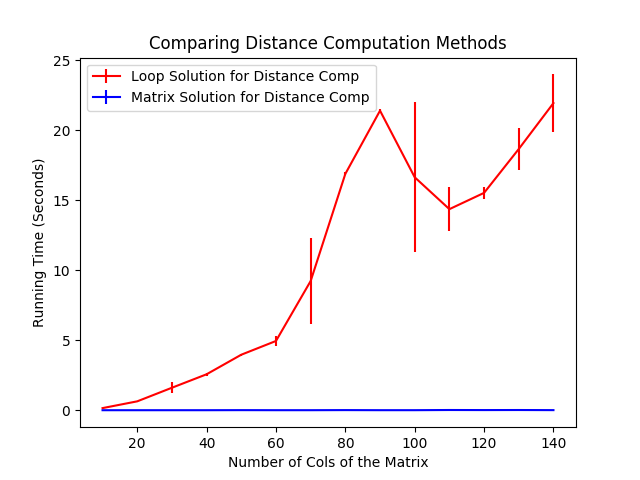 Comparing Distance Computation Methods
Loop Solution for Distance Comp
Matrix Solution for Distance Comp
Running Time (Seconds)
25
20
15
10
5
0
20 40 60 80 100 120 140
Number of Cols of the Matrix